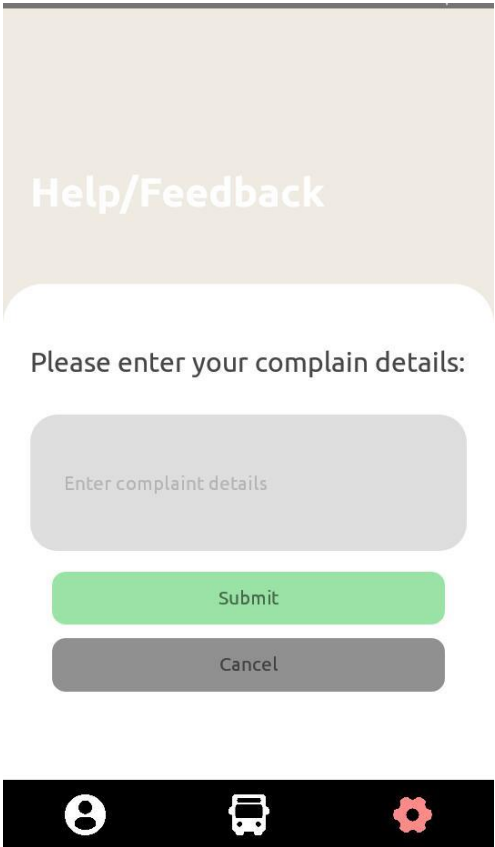 Help/Feedback
Please enter your complain details:
Enter complaint details
Submit
Cancel